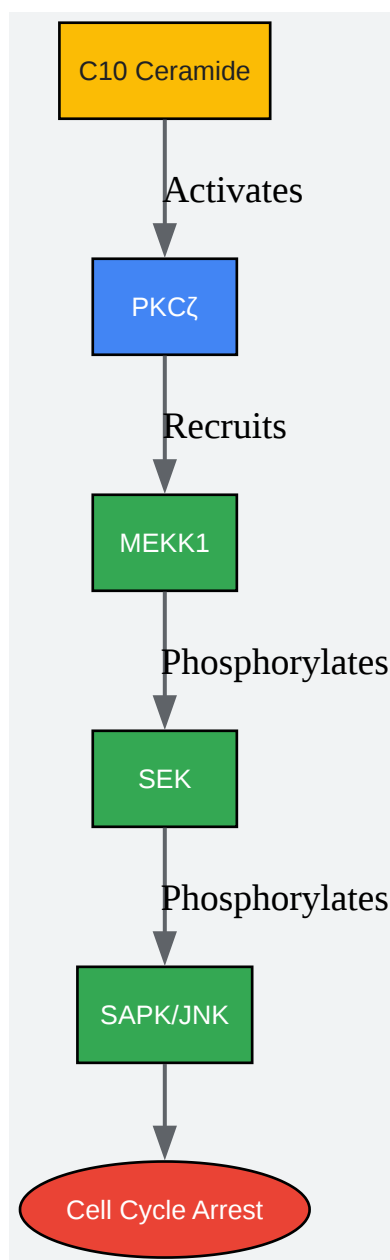 C10 Ceramide
Activates
PKCζ
Recruits
MEKK1
Phosphorylates
SEK
Phosphorylates
SAPK/JNK
Cell Cycle Arrest